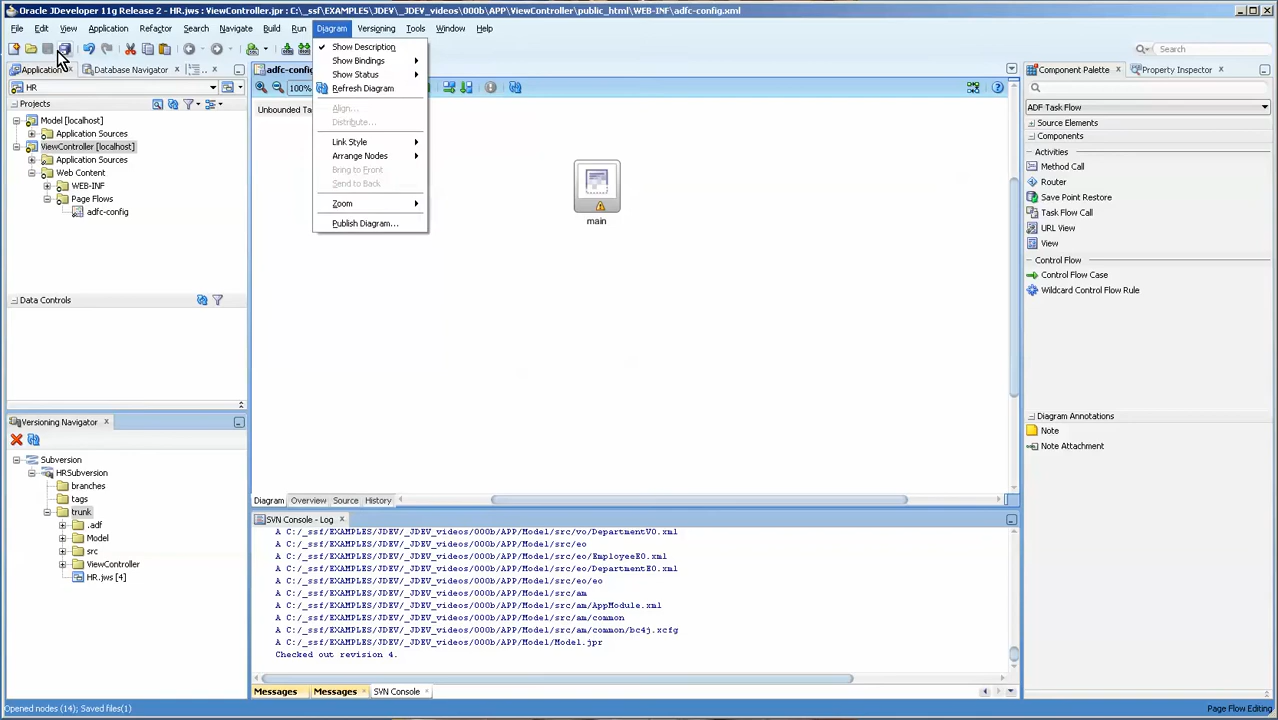 Oracle JDeveloper 11g Release 2 - HR.jws : ViewController.jpr : C:\_ssf\EXAMPLES\JDEV\_JDEV_videos\000b\APP\ViewController\public_html\WEB-INF\adfc-config.xml
File Edit View Application Refactor Search Navigate Build Run Diagram Versioning Tools Window Help
Search
Application
Database Navigator
adfc-config
Component Palette
Property Inspector
HR
100%
Projects
Unbounded Ta
ADF Task Flow
Model [localhost]
Application Sources
ViewController [localhost]
Application Sources
Web Content
WEB-INF
Page Flows
adfc-config
Show Description
Show Bindings
Show Status
Refresh Diagram
Align...
Distribute...
Link Style
Arrange Nodes
Bring to Front
Send to Back
Zoom
Publish Diagram...
main
Source Elements
Components
Activities
Method Call
Router
Save Point Restore
Task Flow Call
URL View
View
Control Flow
Control Flow Case
Wildcard Control Flow Rule
Data Controls
Diagram Annotations
Note
Note Attachment
Versioning Navigator
Subversion
HRSubversion
branches
tags
trunk
.adf
Model
src
ViewController
HR.jws [4]
Diagram Overview Source History
SVN Console - Log
A C:/_ssf/EXAMPLES/JDEV/_JDEV_videos/000b/APP/Model/src/vo/DepartmentVO.xml
A C:/_ssf/EXAMPLES/JDEV/_JDEV_videos/000b/APP/Model/src/eo
A C:/_ssf/EXAMPLES/JDEV/_JDEV_videos/000b/APP/Model/src/eo/EmployeeEO.xml
A C:/_ssf/EXAMPLES/JDEV/_JDEV_videos/000b/APP/Model/src/eo/DepartmentEO.xml
A C:/_ssf/EXAMPLES/JDEV/_JDEV_videos/000b/APP/Model/src/eo/eo
A C:/_ssf/EXAMPLES/JDEV/_JDEV_videos/000b/APP/Model/src/am
A C:/_ssf/EXAMPLES/JDEV/_JDEV_videos/000b/APP/Model/src/am/AppModule.xml
A C:/_ssf/EXAMPLES/JDEV/_JDEV_videos/000b/APP/Model/src/am/common
A C:/_ssf/EXAMPLES/JDEV/_JDEV_videos/000b/APP/Model/src/am/common/bc4j.xcfg
A C:/_ssf/EXAMPLES/JDEV/_JDEV_videos/000b/APP/Model/Model.jpr
Checked out revision 4.
Messages Messages SVN Console
Opened nodes (14); Saved files(1)
Page Flow Editing